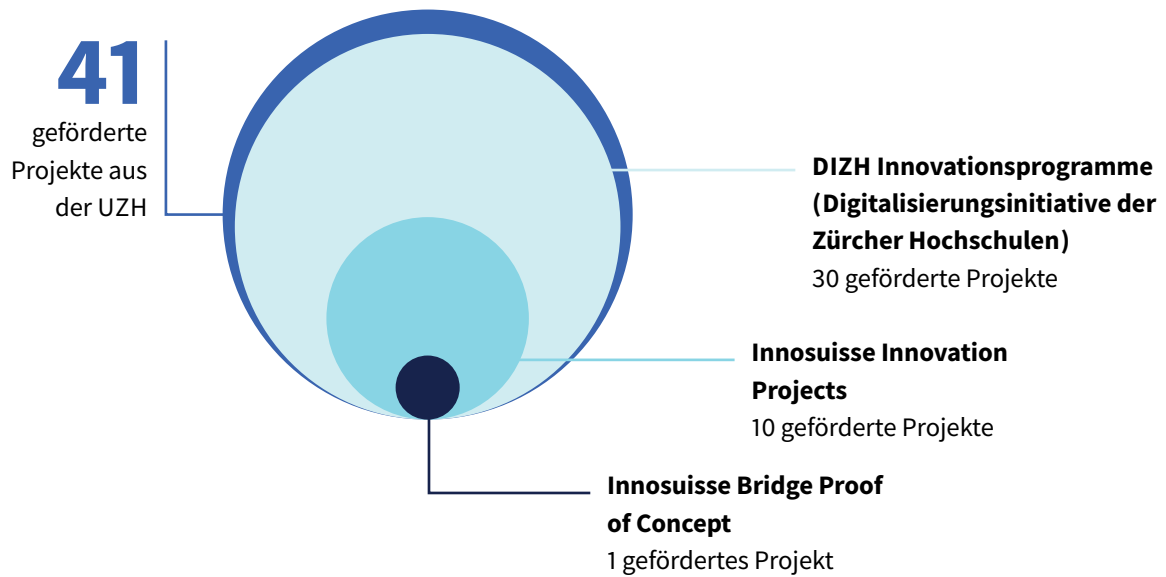 41
geförderte
Projekte aus
der UZH
DIZH Innovationsprogramme
(Digitalisierungsinitiative der
Zürcher Hochschulen)
30 geförderte Projekte
Innosuisse Innovation
Projects
10 geförderte Projekte
Innosuisse Bridge Proof
of Concept
1 gefördertes Projekt